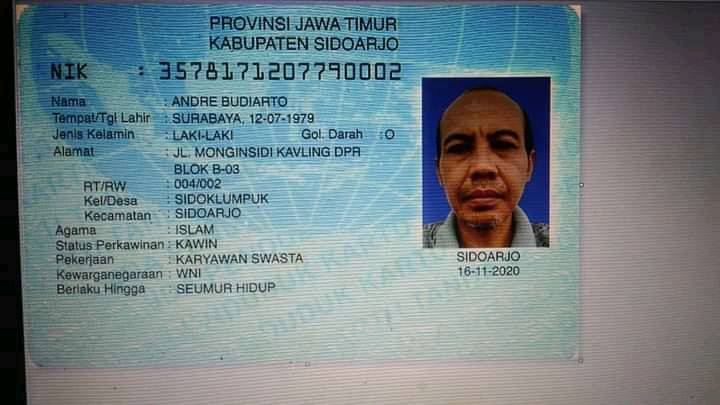 PROVINSI JAWA TIMUR
KABUPATEN SIDOARJO
NIK : 3578171207790002
Nama : ANDRE BUDIARTO
Tempat/Tgl Lahir : SURABAYA, 12-07-1979
Jenis Kelamin : LAKI-LAKI Gol. Darah : O
Alamat : JL. MONGINSIDI KAVLING DPR
BLOK B-03
RT/RW : 004/002
Kel/Desa : SIDOKLUMPUK
Kecamatan : SIDOARJO
Agama : ISLAM
Status Perkawinan : KAWIN
Pekerjaan : KARYAWAN SWASTA
Kewarganegaraan : WNI
Berlaku Hingga : SEUMUR HIDUP
SIDOARJO
16-11-2020